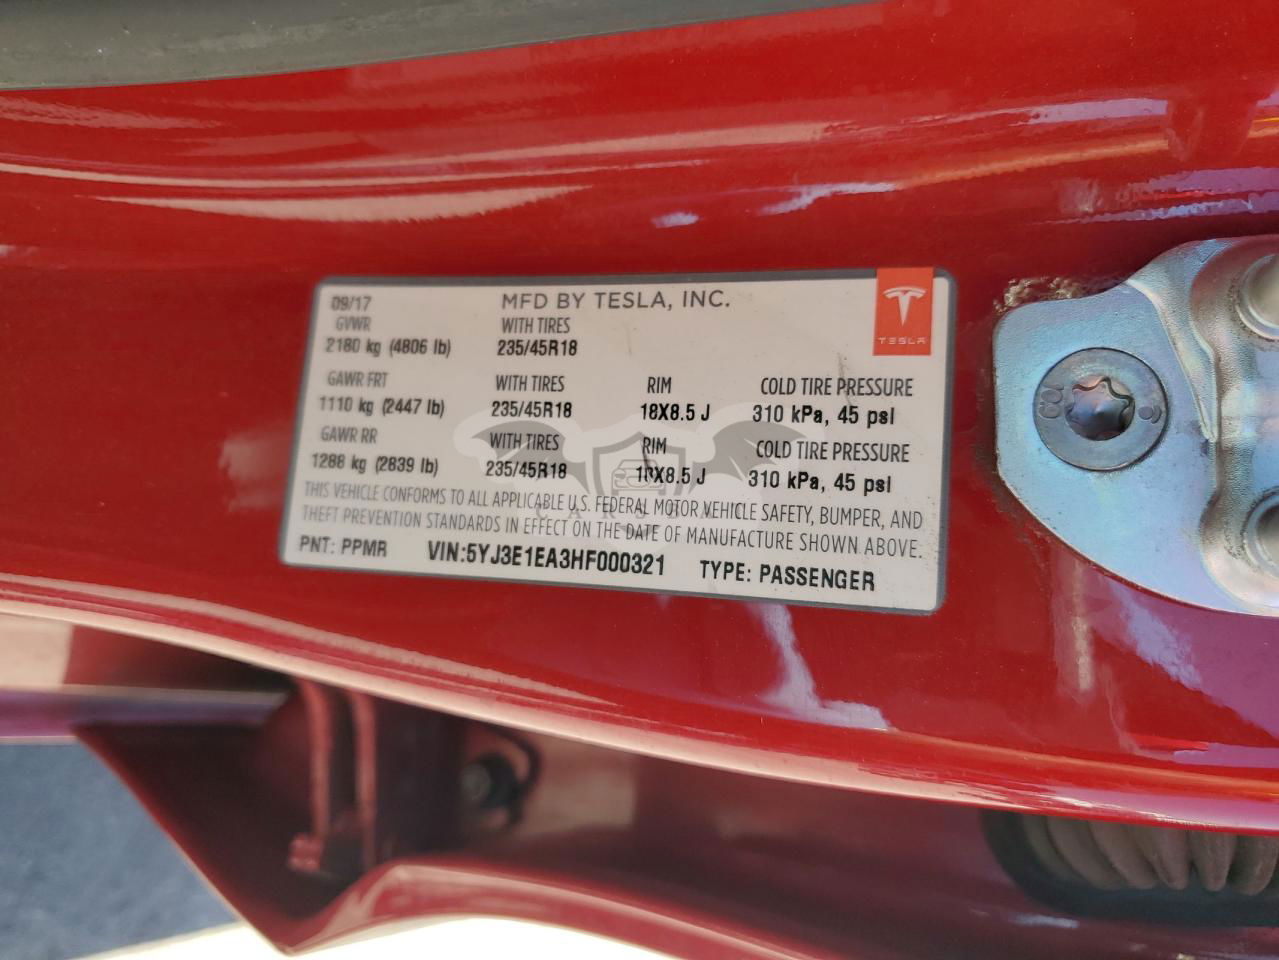 09/17 MFD BY TESLA, INC.
TESLA
GVWR WITH TIRES
2180 kg (4806 lb) 235/45R18
GAWR FRT WITH TIRES RIM COLD TIRE PRESSURE
1110 kg (2447 lb) 235/45R18 18X8.5 J 310 kPa, 45 psi
GAWR RR WITH TIRES RIM COLD TIRE PRESSURE
1288 kg (2839 lb) 235/45R18 18X8.5 J 310 kPa, 45 psi
THIS VEHICLE CONFORMS TO ALL APPLICABLE U.S. FEDERAL MOTOR VEHICLE SAFETY, BUMPER, AND
THEFT PREVENTION STANDARDS IN EFFECT ON THE DATE OF MANUFACTURE SHOWN ABOVE.
PNT: PPMR VIN:5YJ3E1EA3HF000321 TYPE: PASSENGER